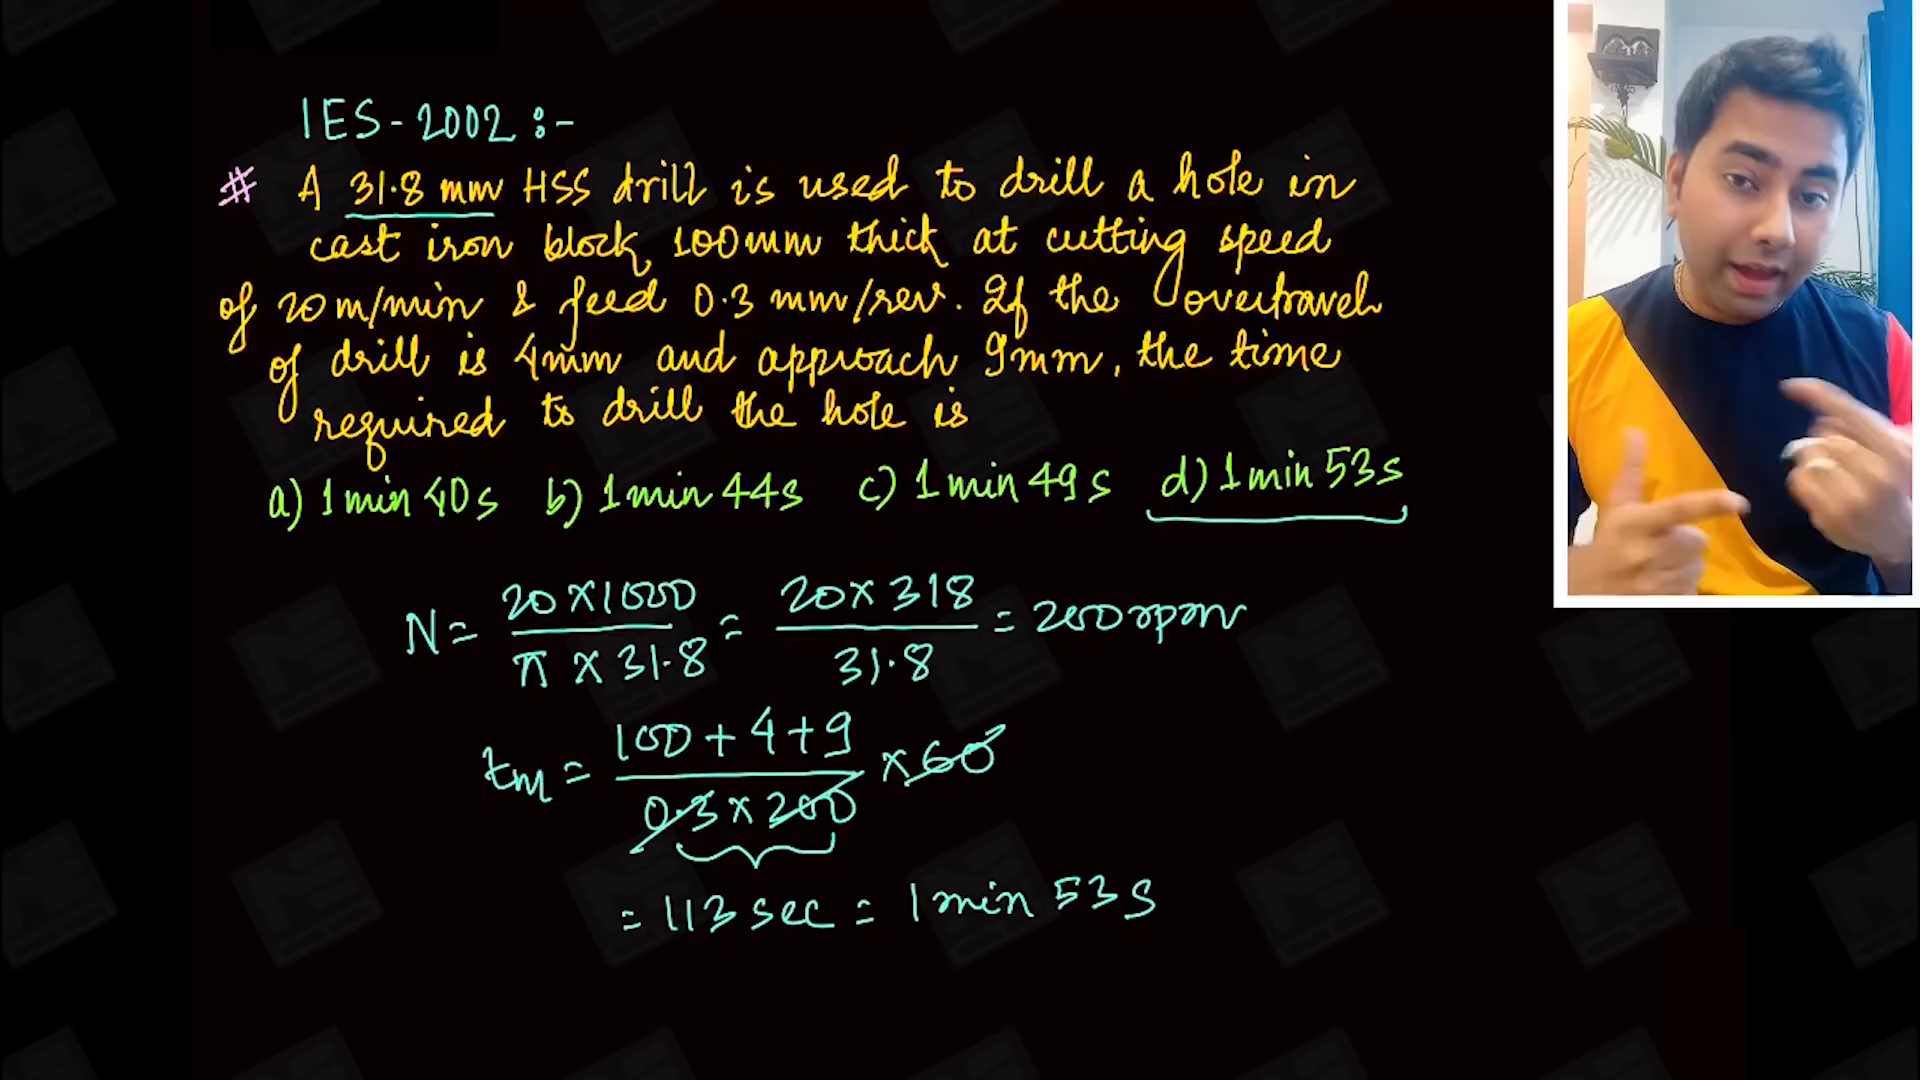 IES-2002 :-
# A 31.8 mm HSS drill is used to drill a hole in
cast iron block 100mm thick at cutting speed
of 20 m/min & feed 0.3 mm/rev. If the overtravel
of drill is 4mm and approach 9mm, the time
required to drill the hole is
a) 1 min 40s b) 1 min 44s c) 1 min 49s d) 1 min 53s
N = 20 × 1000 / π × 31.8 = 20 × 318 / 31.8 = 200 rpm
tm = 100 + 4 + 9 / 0.3 × 200 × 60
= 113 sec = 1 min 53 s